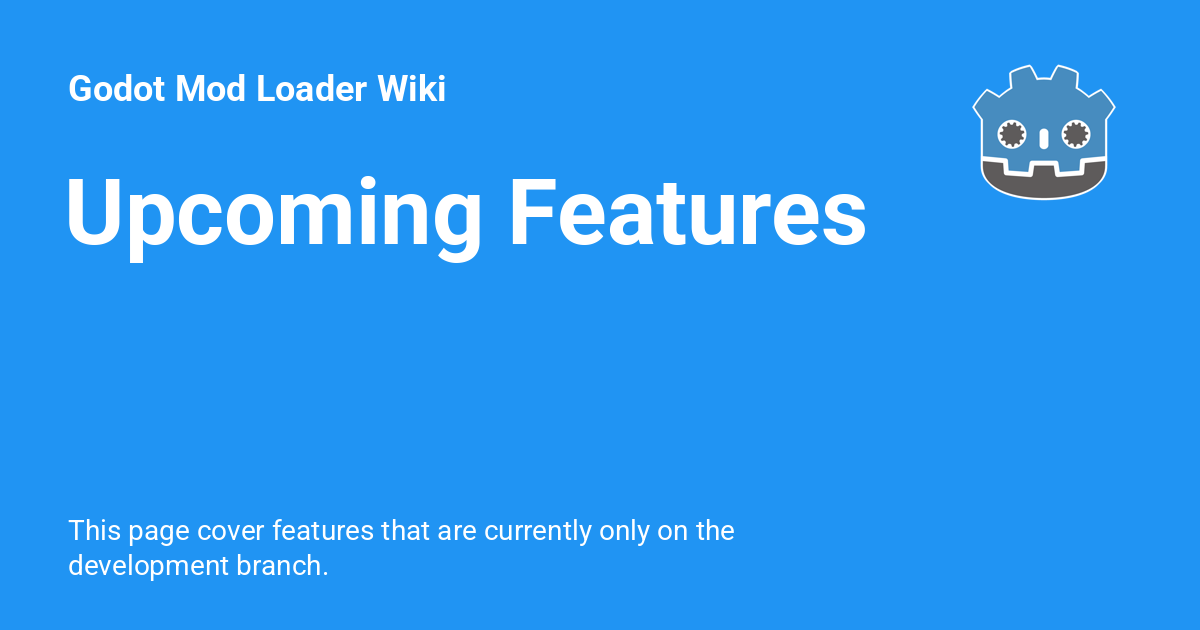 Godot Mod Loader Wiki
Upcoming Features
This page cover features that are currently only on the
development branch.